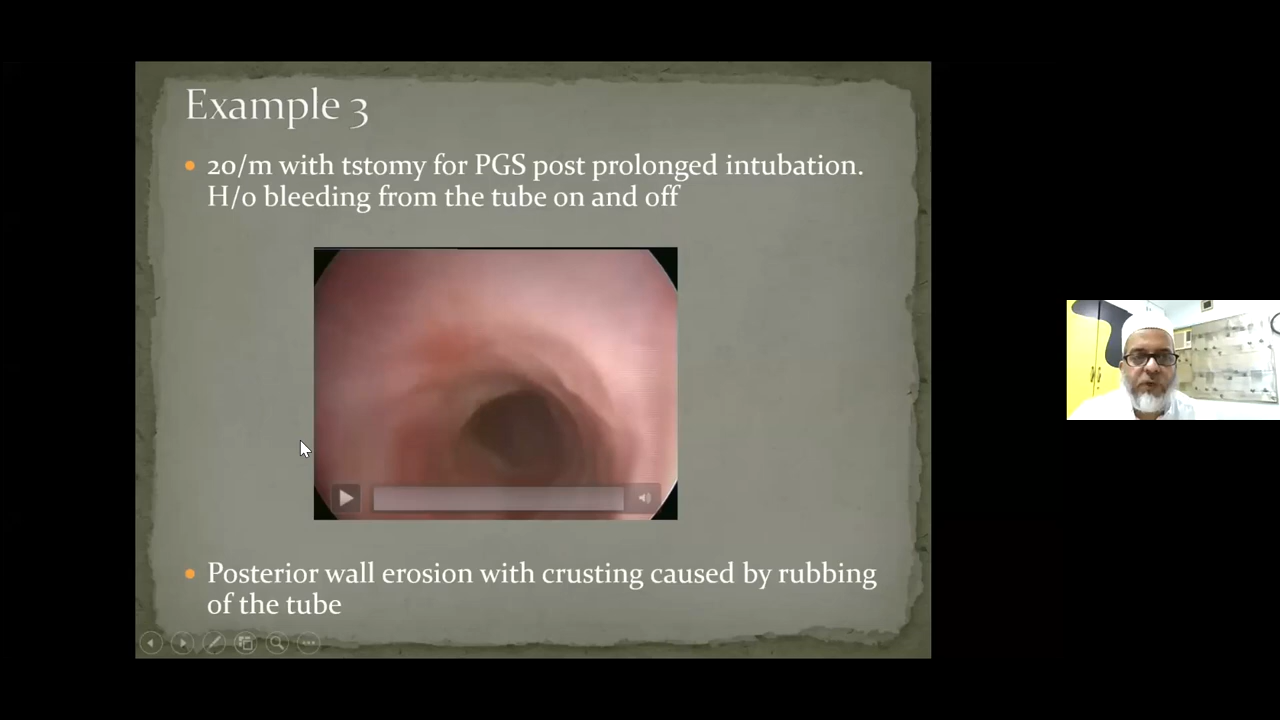 Example 3
20/m with tstomy for PGS post prolonged intubation.
H/o bleeding from the tube on and off
Posterior wall erosion with crusting caused by rubbing
of the tube